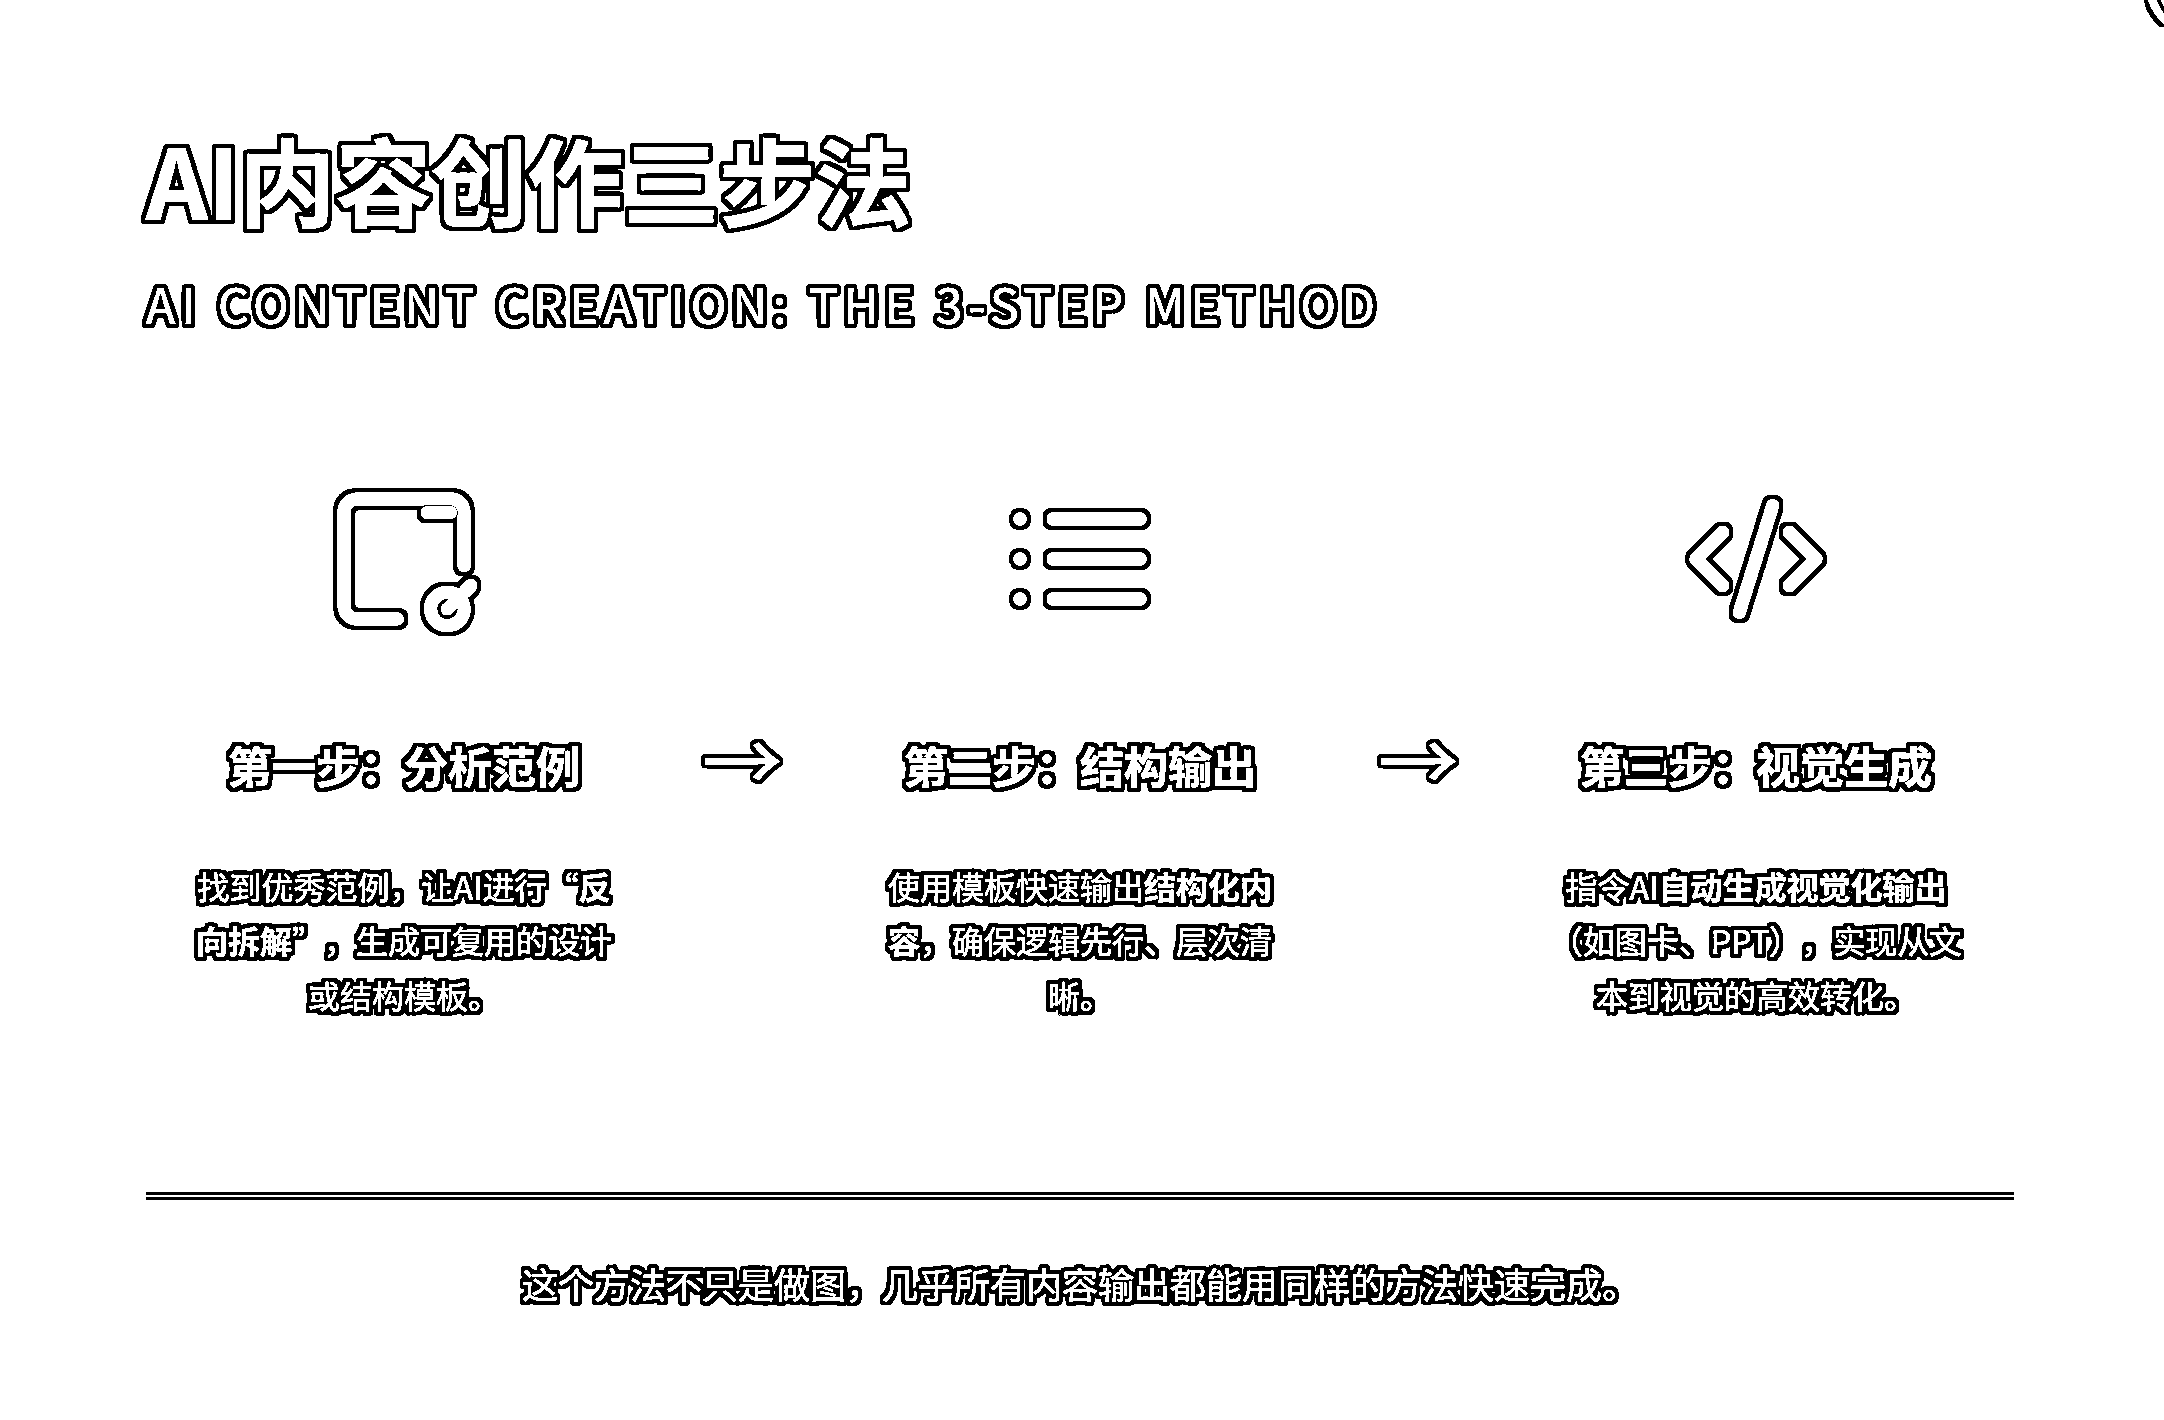 AI内容创作三步法
AI CONTENT CREATION: THE 3-STEP METHOD
第一步：分析范例
找到优秀范例，让AI进行“反
向拆解”，生成可复用的设计
或结构模板。
第二步：结构输出
使用模板快速输出结构化内
容，确保逻辑先行、层次清
晰。
第三步：视觉生成
指令AI自动生成视觉化输出
（如图卡、PPT），实现从文
本到视觉的高效转化。
这个方法不只是做图，几乎所有内容输出都能用同样的方法快速完成。